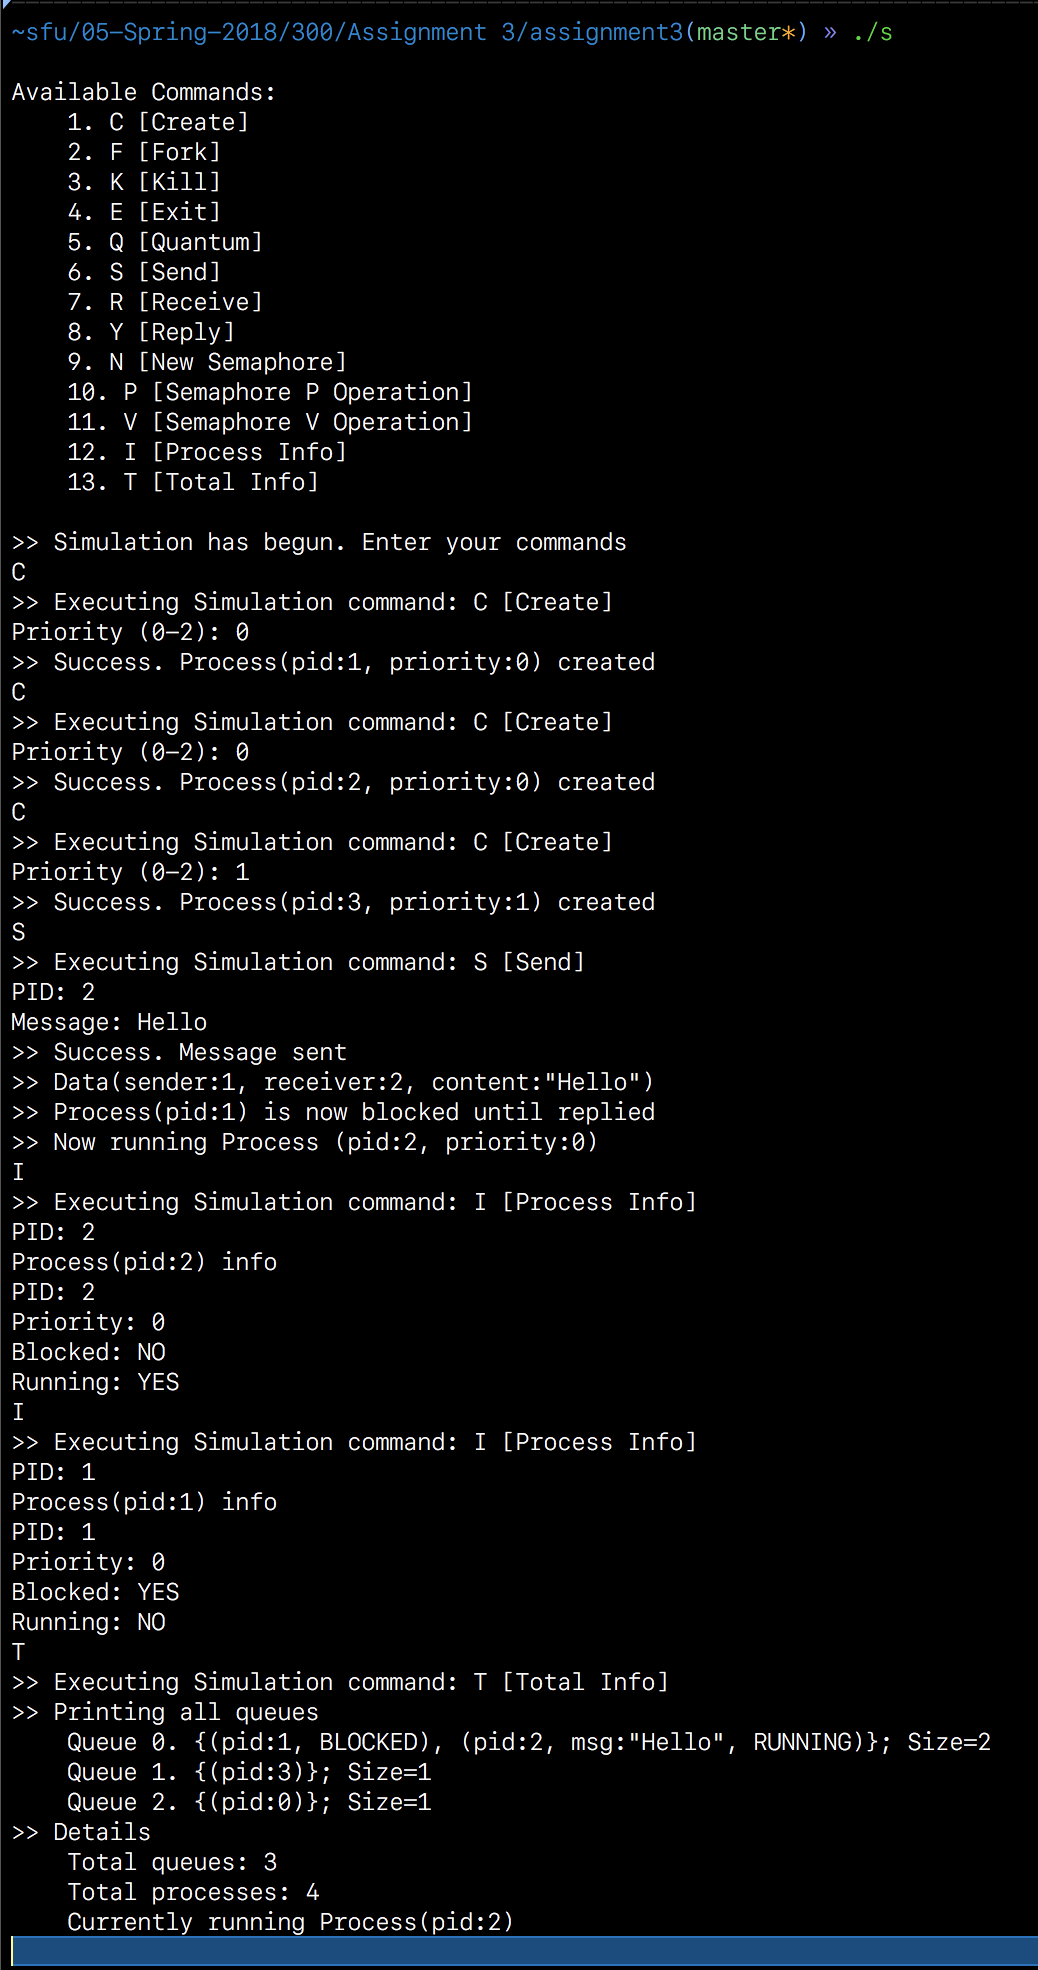 ~sfu/05-Spring-2018/300/Assignment 3/assignment3(master*) » ./s
Available Commands:
1. C [Create]
2. F [Fork]
3. K [Kill]
4. E [Exit]
5. Q [Quantum]
6. S [Send]
7. R [Receive]
8. Y [Reply]
9. N [New Semaphore]
10. P [Semaphore P Operation]
11. V [Semaphore V Operation]
12. I [Process Info]
13. T [Total Info]
>> Simulation has begun. Enter your commands
C
>> Executing Simulation command: C [Create]
Priority (0-2): 0
>> Success. Process(pid:1, priority:0) created
C
>> Executing Simulation command: C [Create]
Priority (0-2): 0
>> Success. Process(pid:2, priority:0) created
C
>> Executing Simulation command: C [Create]
Priority (0-2): 1
>> Success. Process(pid:3, priority:1) created
S
>> Executing Simulation command: S [Send]
PID: 2
Message: Hello
>> Success. Message sent
>> Data(sender:1, receiver:2, content:"Hello")
>> Process(pid:1) is now blocked until replied
>> Now running Process (pid:2, priority:0)
I
>> Executing Simulation command: I [Process Info]
PID: 2
Process(pid:2) info
PID: 2
Priority: 0
Blocked: NO
Running: YES
I
>> Executing Simulation command: I [Process Info]
PID: 1
Process(pid:1) info
PID: 1
Priority: 0
Blocked: YES
Running: NO
T
>> Executing Simulation command: T [Total Info]
>> Printing all queues
Queue 0. {(pid:1, BLOCKED), (pid:2, msg:"Hello", RUNNING)}; Size=2
Queue 1. {(pid:3)}; Size=1
Queue 2. {(pid:0)}; Size=1
>> Details
Total queues: 3
Total processes: 4
Currently running Process(pid:2)